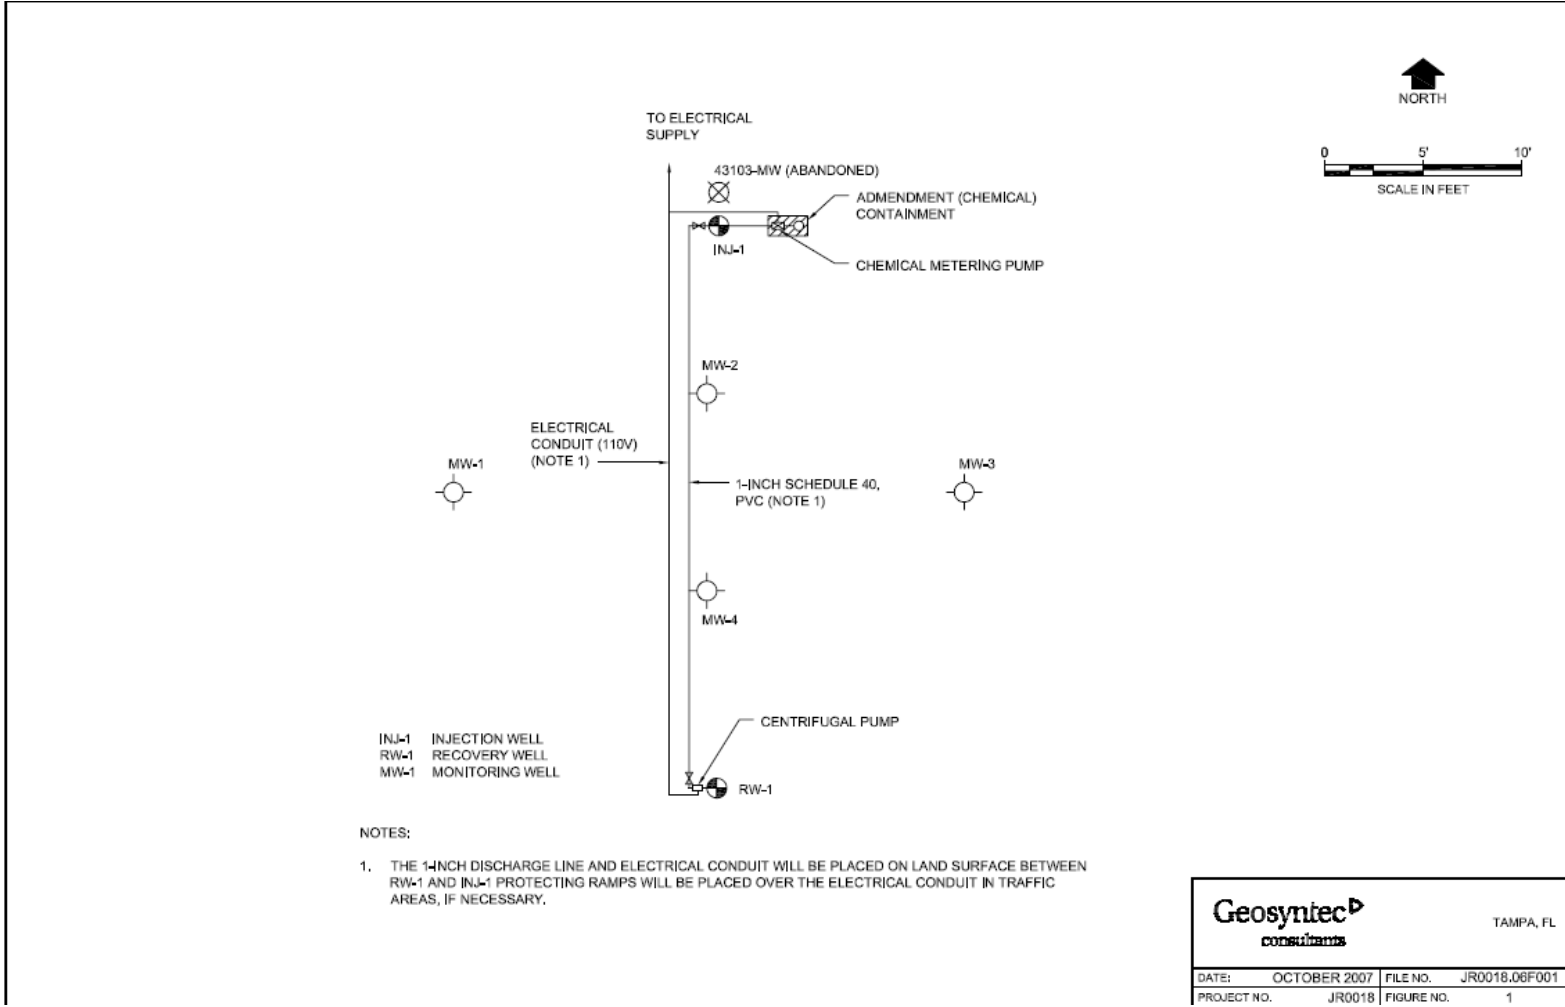 NORTH
0 5' 10'
SCALE IN FEET
TO ELECTRICAL
SUPPLY
43103-MW (ABANDONED)
ADMENDMENT (CHEMICAL)
CONTAINMENT
INJ-1
CHEMICAL METERING PUMP
MW-2
ELECTRICAL
CONDUIT (110V)
(NOTE 1)
MW-1
MW-3
1-INCH SCHEDULE 40,
PVC (NOTE 1)
MW-4
CENTRIFUGAL PUMP
INJ-1 INJECTION WELL
RW-1 RECOVERY WELL
MW-1 MONITORING WELL
RW-1
NOTES:
1. THE 1-INCH DISCHARGE LINE AND ELECTRICAL CONDUIT WILL BE PLACED ON LAND SURFACE BETWEEN
RW-1 AND INJ-1 PROTECTING RAMPS WILL BE PLACED OVER THE ELECTRICAL CONDUIT IN TRAFFIC
AREAS, IF NECESSARY.
Geosyntec
consultants
TAMPA, FL
DATE: OCTOBER 2007 FILE NO. JR0018.06F001
PROJECT NO. JR0018 FIGURE NO. 1